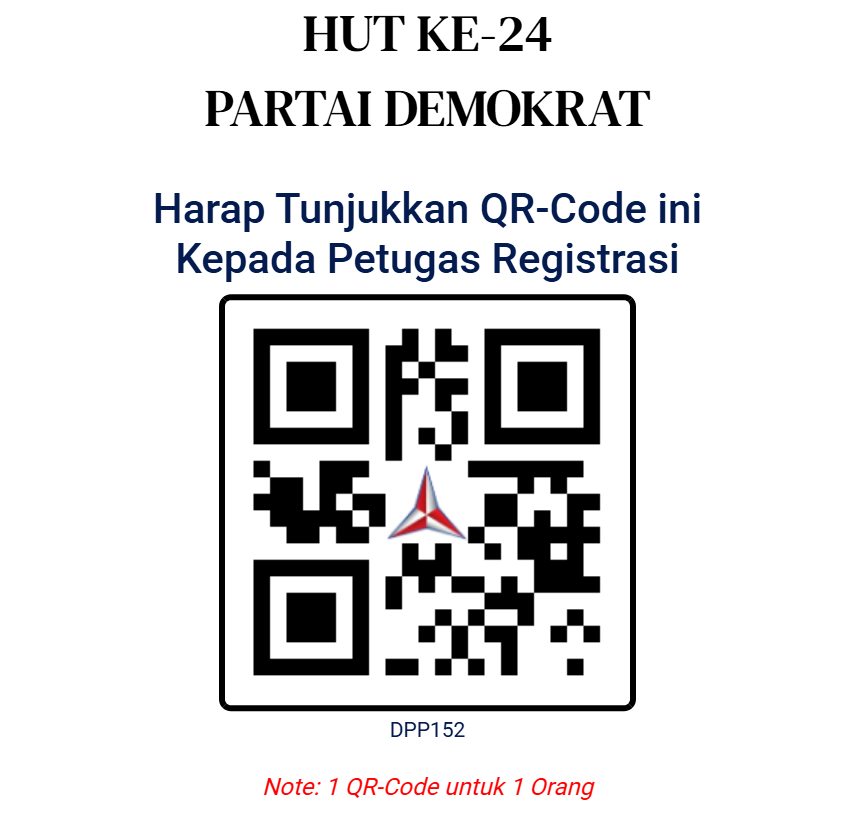 HUT KE-24
PARTAI DEMOKRAT
Harap Tunjukkan QR-Code ini
Kepada Petugas Registrasi
DPP152
Note: 1 QR-Code untuk 1 Orang